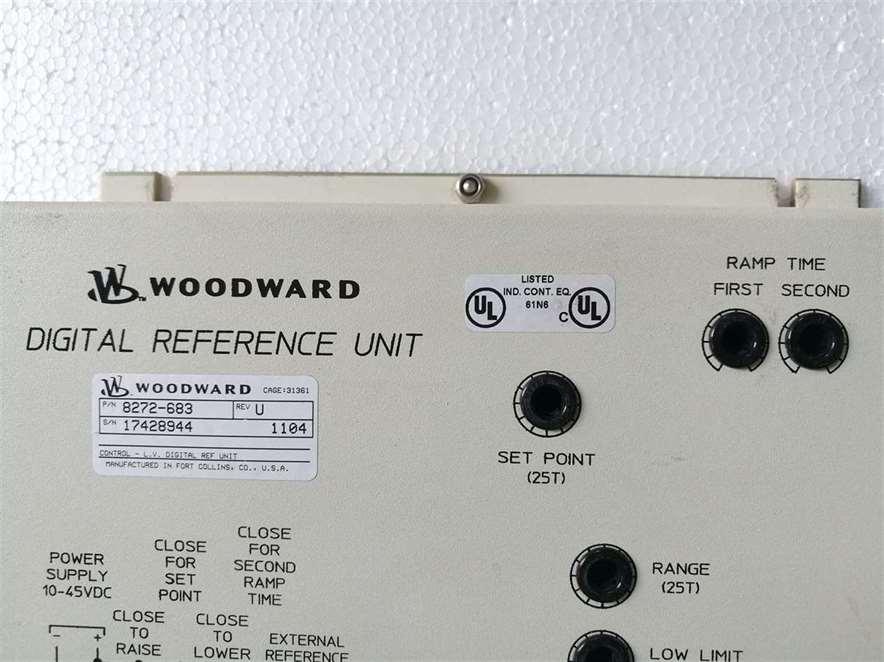 W™ WOODWARD
DIGITAL REFERENCE UNIT
WOODWARD CAGE:31361
P/N 8272-683 REV U
S/N 17428944 1104
CONTROL - L.V. DIGITAL REF UNIT
MANUFACTURED IN FORT COLLINS, CO., U.S.A.
LISTED
IND. CONT. EQ.
61N6
UL
C UL
RAMP TIME
FIRST SECOND
SET POINT
(25T)
RANGE
(25T)
LOW LIMIT
POWER
SUPPLY
10-45VDC
CLOSE
FOR
SET
POINT
CLOSE
FOR
SECOND
RAMP
TIME
- +
CLOSE
TO
RAISE
CLOSE
TO
LOWER
EXTERNAL
REFERENCE